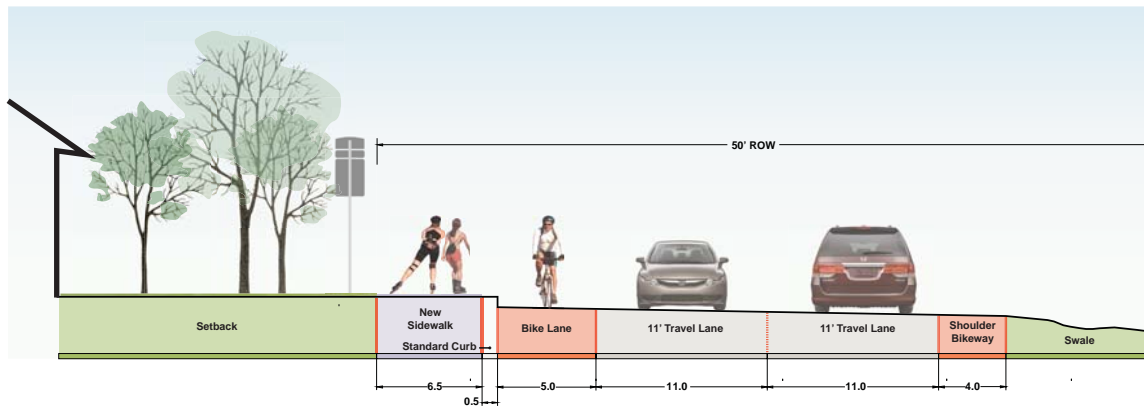 50' ROW
Setback
New
Sidewalk
Standard Curb
Bike Lane
11' Travel Lane
11' Travel Lane
Shoulder
Bikeway
Swale
6.5
0.5
5.0
11.0
11.0
4.0